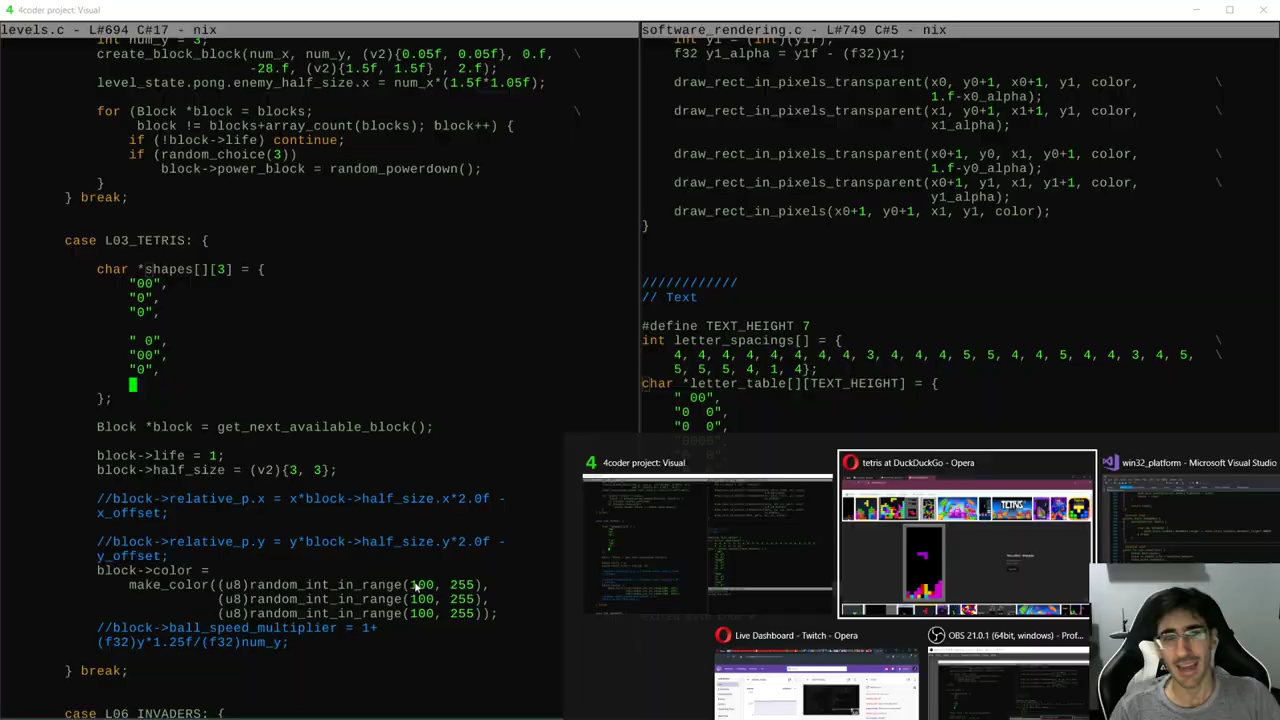 4coder project: Visual
levels.c - L#694 C#17 - nix
int num_y = 3;
create_block_block(num_x, num_y, (v2){0.05f, 0.05f}, 0.f, \
-28.f, (v2){1.5f, 1.5f} , 2.f);
level_state.pong.enemy_half_size.x = num_x*(1.5f*1.05f);
for (Block *block = blocks; \
block != blocks+array_count(blocks); block++) {
if (!block->life) continue;
if (random_choice(3))
block->power_block = random_powerdown();
}
} break;
case L03_TETRIS: {
char *shapes[][3] = {
"00",
"0",
"0",
" 0",
"00",
"0",
};
Block *block = get_next_available_block();
block->life = 1;
block->half_size = (v2){3, 3};
//block->relative_p.x = x*block->half_size.x*2.0f -
x_offset;
//block->relative_p.y = y*block->half_size.y*2.0f -
y_offset;
block->color =
make_color((u8)random_int_in_range(100, 255),
(u8)random_int_in_range(100, 255),
(u8)random_int_in_range(100, 255));
//block->ball_speed_multiplier = 1+
(f32)y*1.25f/(f32)num_y;
} break;
software_rendering.c - L#749 C#5 - nix
int y1 = (int)(y1f);
f32 y1_alpha = y1f - (f32)y1;
draw_rect_in_pixels_transparent(x0, y0+1, x0+1, y1, color, \
1.f-x0_alpha);
draw_rect_in_pixels_transparent(x1, y0+1, x1+1, y1, color, \
x1_alpha);
draw_rect_in_pixels_transparent(x0+1, y0, x1, y0+1, color, \
1.f-y0_alpha);
draw_rect_in_pixels_transparent(x0+1, y1, x1, y1+1, color, \
y1_alpha);
draw_rect_in_pixels(x0+1, y0+1, x1, y1, color);
}
////////////
// Text
#define TEXT_HEIGHT 7
int letter_spacings[] = {
4, 4, 4, 4, 4, 4, 4, 4, 3, 4, 4, 4, 5, 5, 4, 4, 5, 4, 4, 3, 4, 5, \
5, 5, 5, 4, 1, 4};
char *letter_table[][TEXT_HEIGHT] = {
" 00",
"0  0",
"0  0",
4 4coder project: Visual
tetris at DuckDuckGo - Opera
win32_platform - Microsoft Visual Studio
TETRIS
Live Dashboard - Twitch - Opera
OBS 21.0.1 (64bit, windows) - Prof...